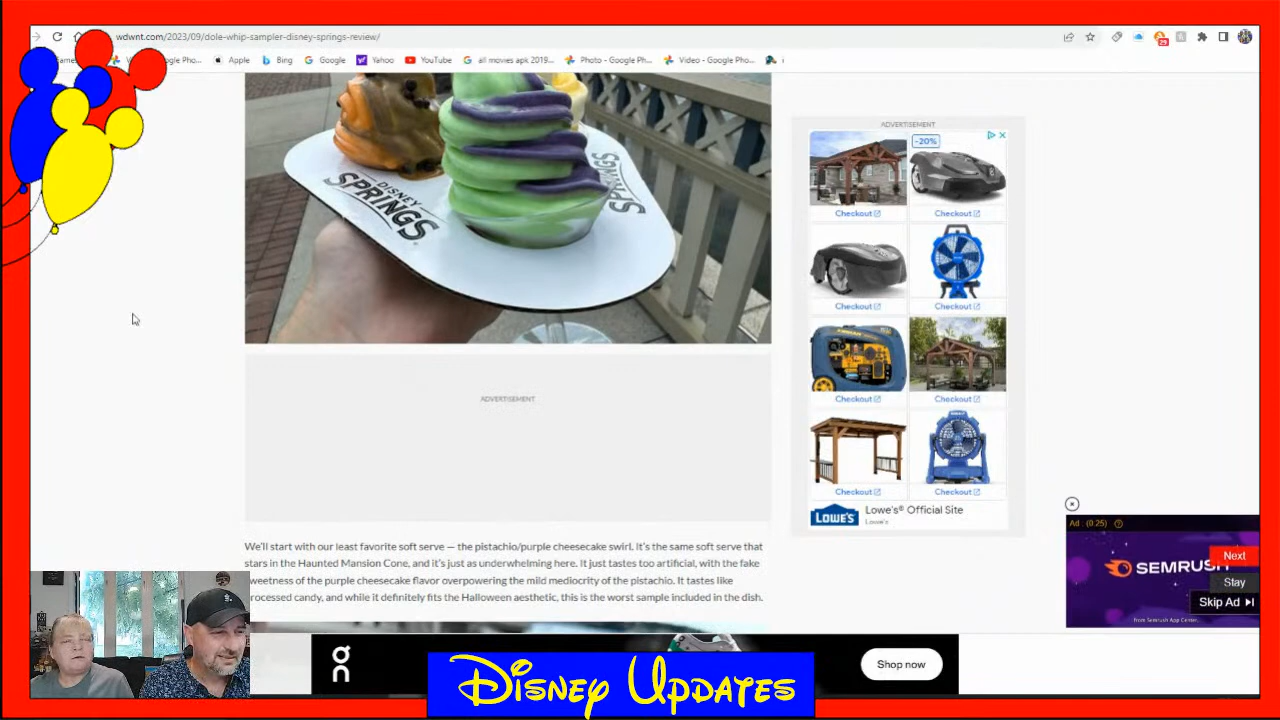 wdwnt.com/2023/09/dole-whip-sampler-disney-springs-review/
Apple
Bing
Google
Yahoo
YouTube
all movies apk 2019...
Photo - Google Ph...
Video - Google Pho...
DISNEY
SPRINGS
SPRINGS
ADVERTISEMENT
-20%
Checkout
Checkout
Checkout
Checkout
Checkout
Checkout
Checkout
Checkout
LOWE'S
Lowe's® Official Site
Lowe's
ADVERTISEMENT
We'll start with our least favorite soft serve — the pistachio/purple cheesecake swirl. It's the same soft serve that
stars in the Haunted Mansion Cone, and it's just as underwhelming here. It just tastes too artificial, with the fake
weetness of the purple cheesecake flavor overpowering the mild mediocrity of the pistachio. It tastes like
rocessed candy, and while it definitely fits the Halloween aesthetic, this is the worst sample included in the dish.
Ad : (0:25)
SEMRUSH
Next
Stay
Skip Ad
from Semrush App Center.
Shop now
Disney Updates